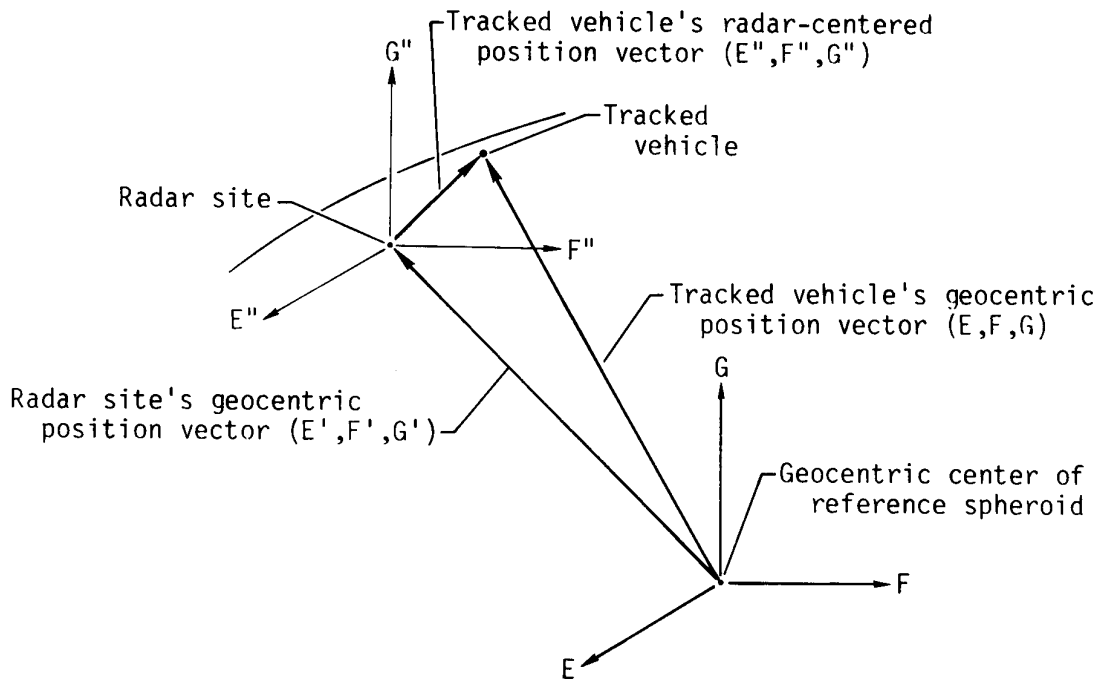 Tracked vehicle's radar-centered
position vector (E",F",G")
G"
Tracked
vehicle
Radar site
F"
E"
Tracked vehicle's geocentric
position vector (E,F,G)
G
Radar site's geocentric
position vector (E',F',G')
Geocentric center of
reference spheroid
F
E